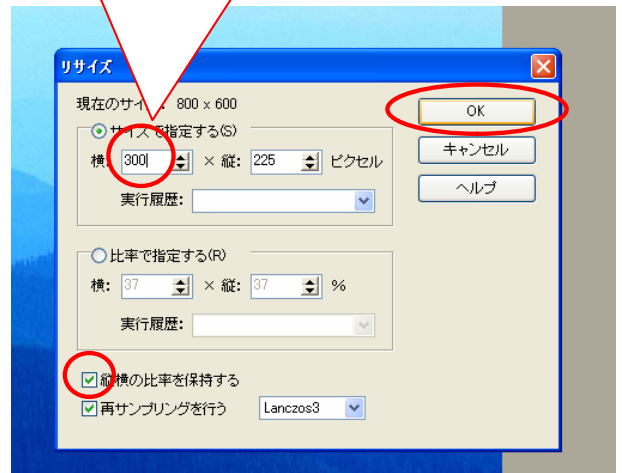 リサイズ
現在のサイ : 800 × 600
サイズで指定する(S)
横: 300 × 縦: 225 ピクセル
実行履歴:
比率で指定する(R)
横: 37 × 縦: 37 %
実行履歴:
縦横の比率を保持する
再サンプリングを行う Lanczos3
OK
キャンセル
ヘルプ